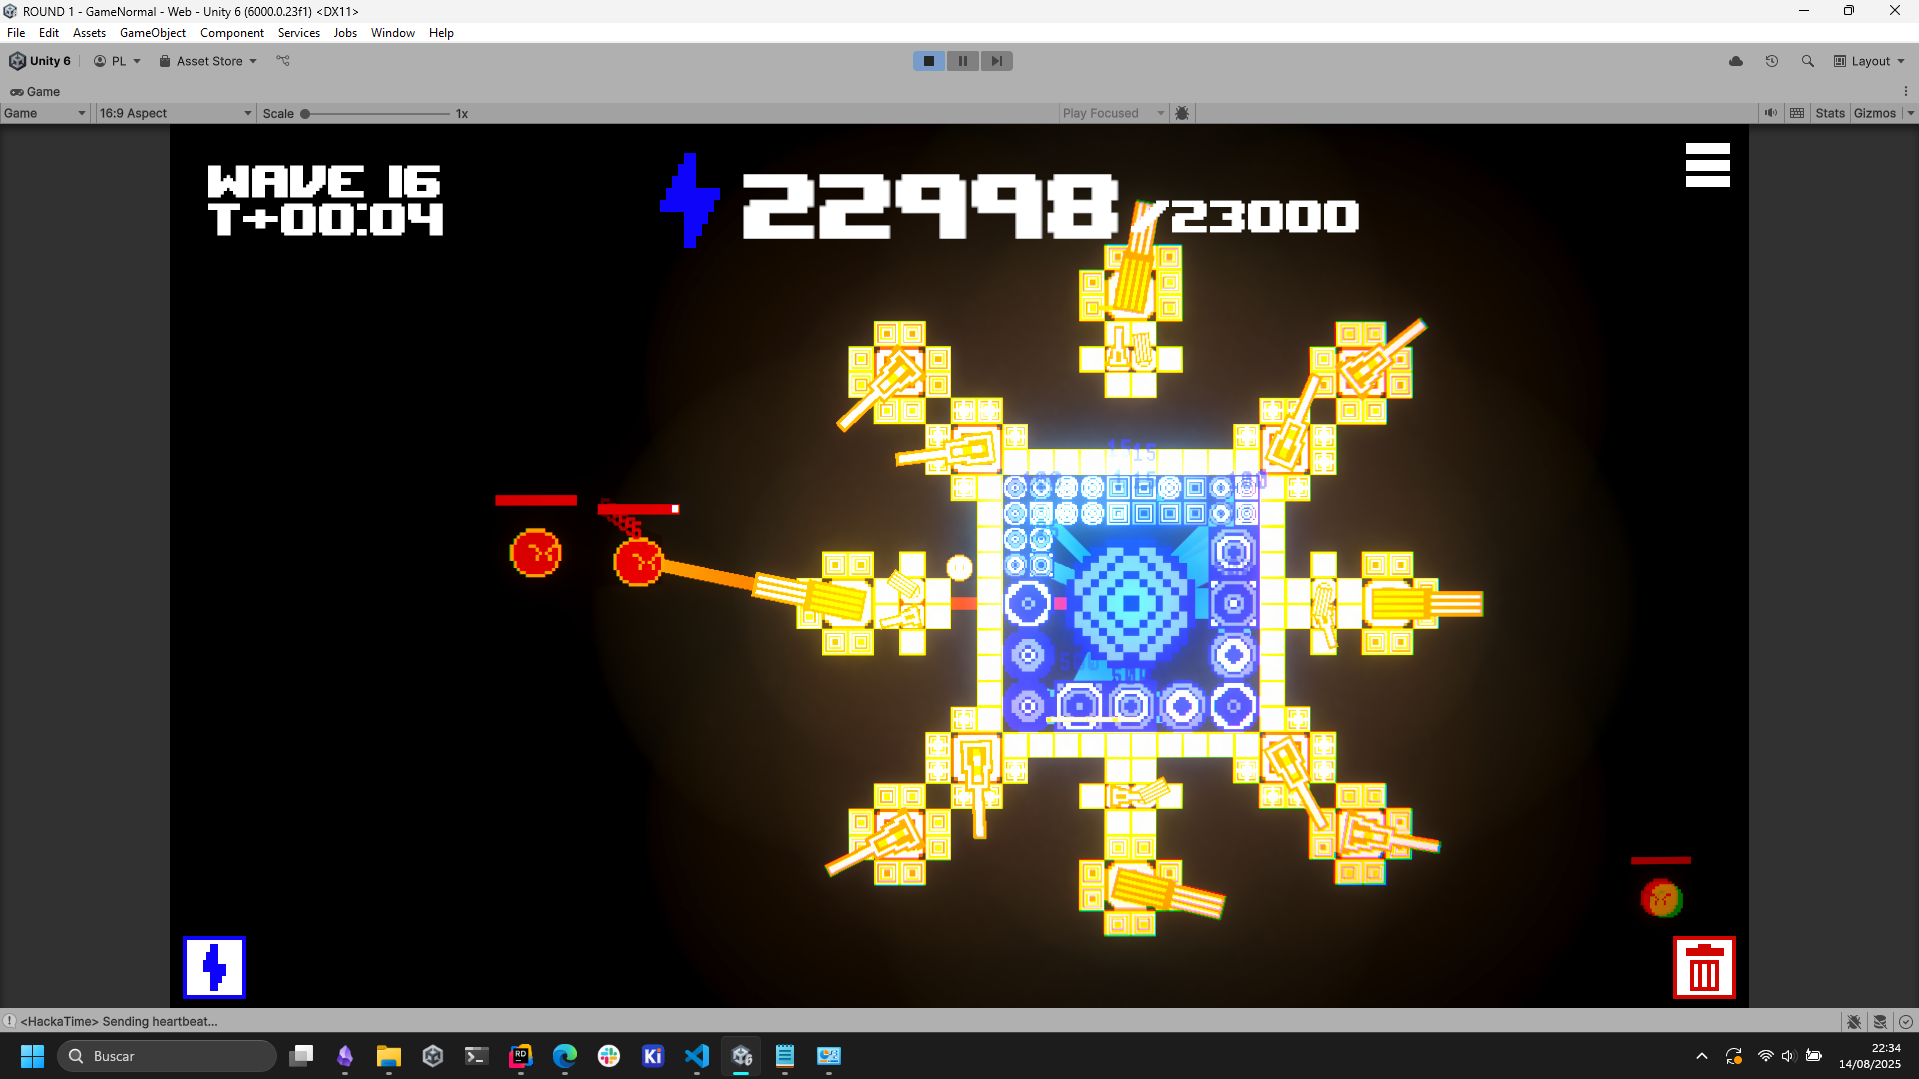 ROUND 1 - GameNormal - Web - Unity 6 (6000.0.23f1) <DX11>
File Edit Assets GameObject Component Services Jobs Window Help
Unity 6 PL Asset Store Layout
Game
Game 16:9 Aspect Scale 1x Play Focused Stats Gizmos
WAVE 16
T+00:04
22998/23000
15 15
<HackaTime> Sending heartbeat...
Buscar
22:34
14/08/2025